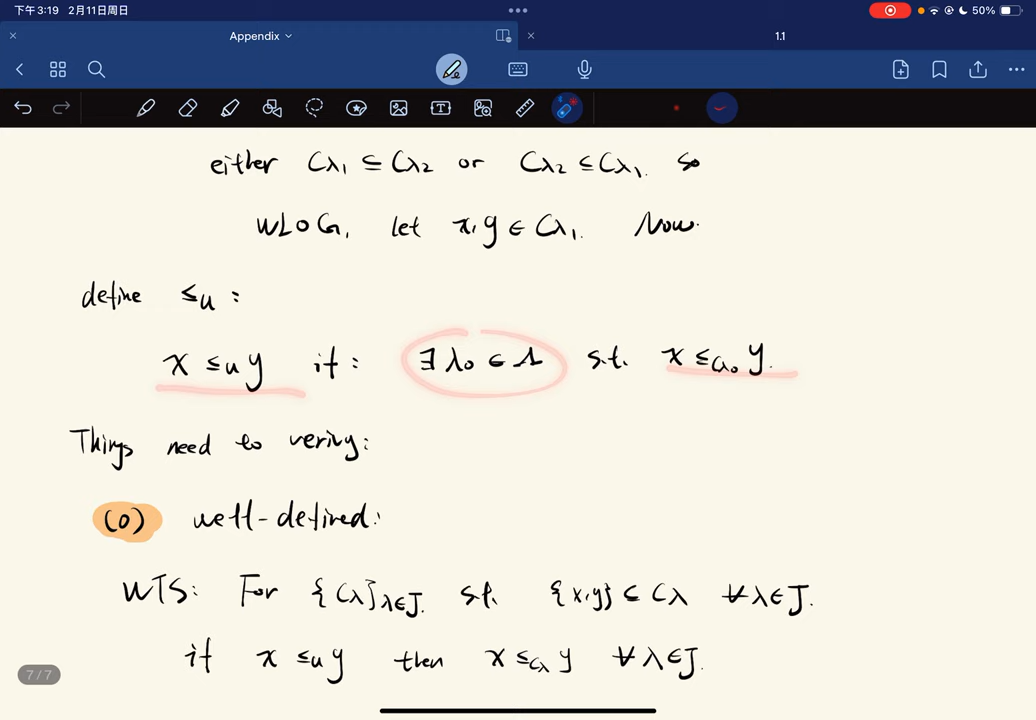 下午3:19 2月11日周日
50%
Appendix
1.1
either Cλ1 ⊆ Cλ2 or Cλ2 ⊆ Cλ1. so
WLOG, let x, y ∈ Cλ1. Now
define ≤u :
x ≤u y if : ∃ λ0 ∈ Λ s.t. x ≤Cλ0 y.
Things need to verify:
(0) well-defined.
WTS: For {Cλ}λ∈J. s.t. {x,y} ⊆ Cλ ∀λ∈J.
if x ≤u y then x ≤Cλ y ∀ λ∈J.
7 / 7